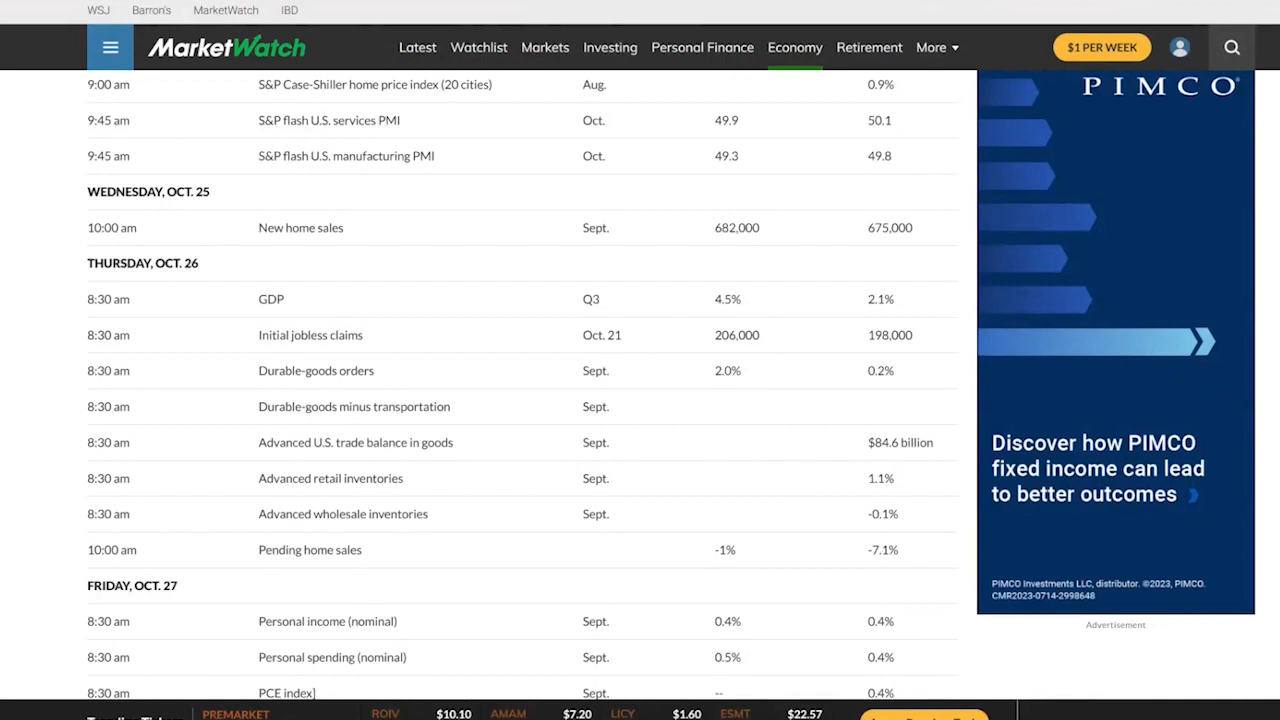 WSJ Barron's MarketWatch IBD
MarketWatch Latest Watchlist Markets Investing Personal Finance Economy Retirement More $1 PER WEEK
9:00 am S&P Case-Shiller home price index (20 cities) Aug. 0.9%
9:45 am S&P flash U.S. services PMI Oct. 49.9 50.1
9:45 am S&P flash U.S. manufacturing PMI Oct. 49.3 49.8
WEDNESDAY, OCT. 25
10:00 am New home sales Sept. 682,000 675,000
THURSDAY, OCT. 26
8:30 am GDP Q3 4.5% 2.1%
8:30 am Initial jobless claims Oct. 21 206,000 198,000
8:30 am Durable-goods orders Sept. 2.0% 0.2%
8:30 am Durable-goods minus transportation Sept.
8:30 am Advanced U.S. trade balance in goods Sept. $84.6 billion
8:30 am Advanced retail inventories Sept. 1.1%
8:30 am Advanced wholesale inventories Sept. -0.1%
10:00 am Pending home sales -1% -7.1%
FRIDAY, OCT. 27
8:30 am Personal income (nominal) Sept. 0.4% 0.4%
8:30 am Personal spending (nominal) Sept. 0.5% 0.4%
8:30 am PCE index] Sept. -- 0.4%
PIMCO
Discover how PIMCO
fixed income can lead
to better outcomes
PIMCO Investments LLC, distributor. ©2023, PIMCO.
CMR2023-0714-2998648
Advertisement
PREMARKET ROIV $10.10 AMAM $7.20 LICY $1.60 ESMT $22.57